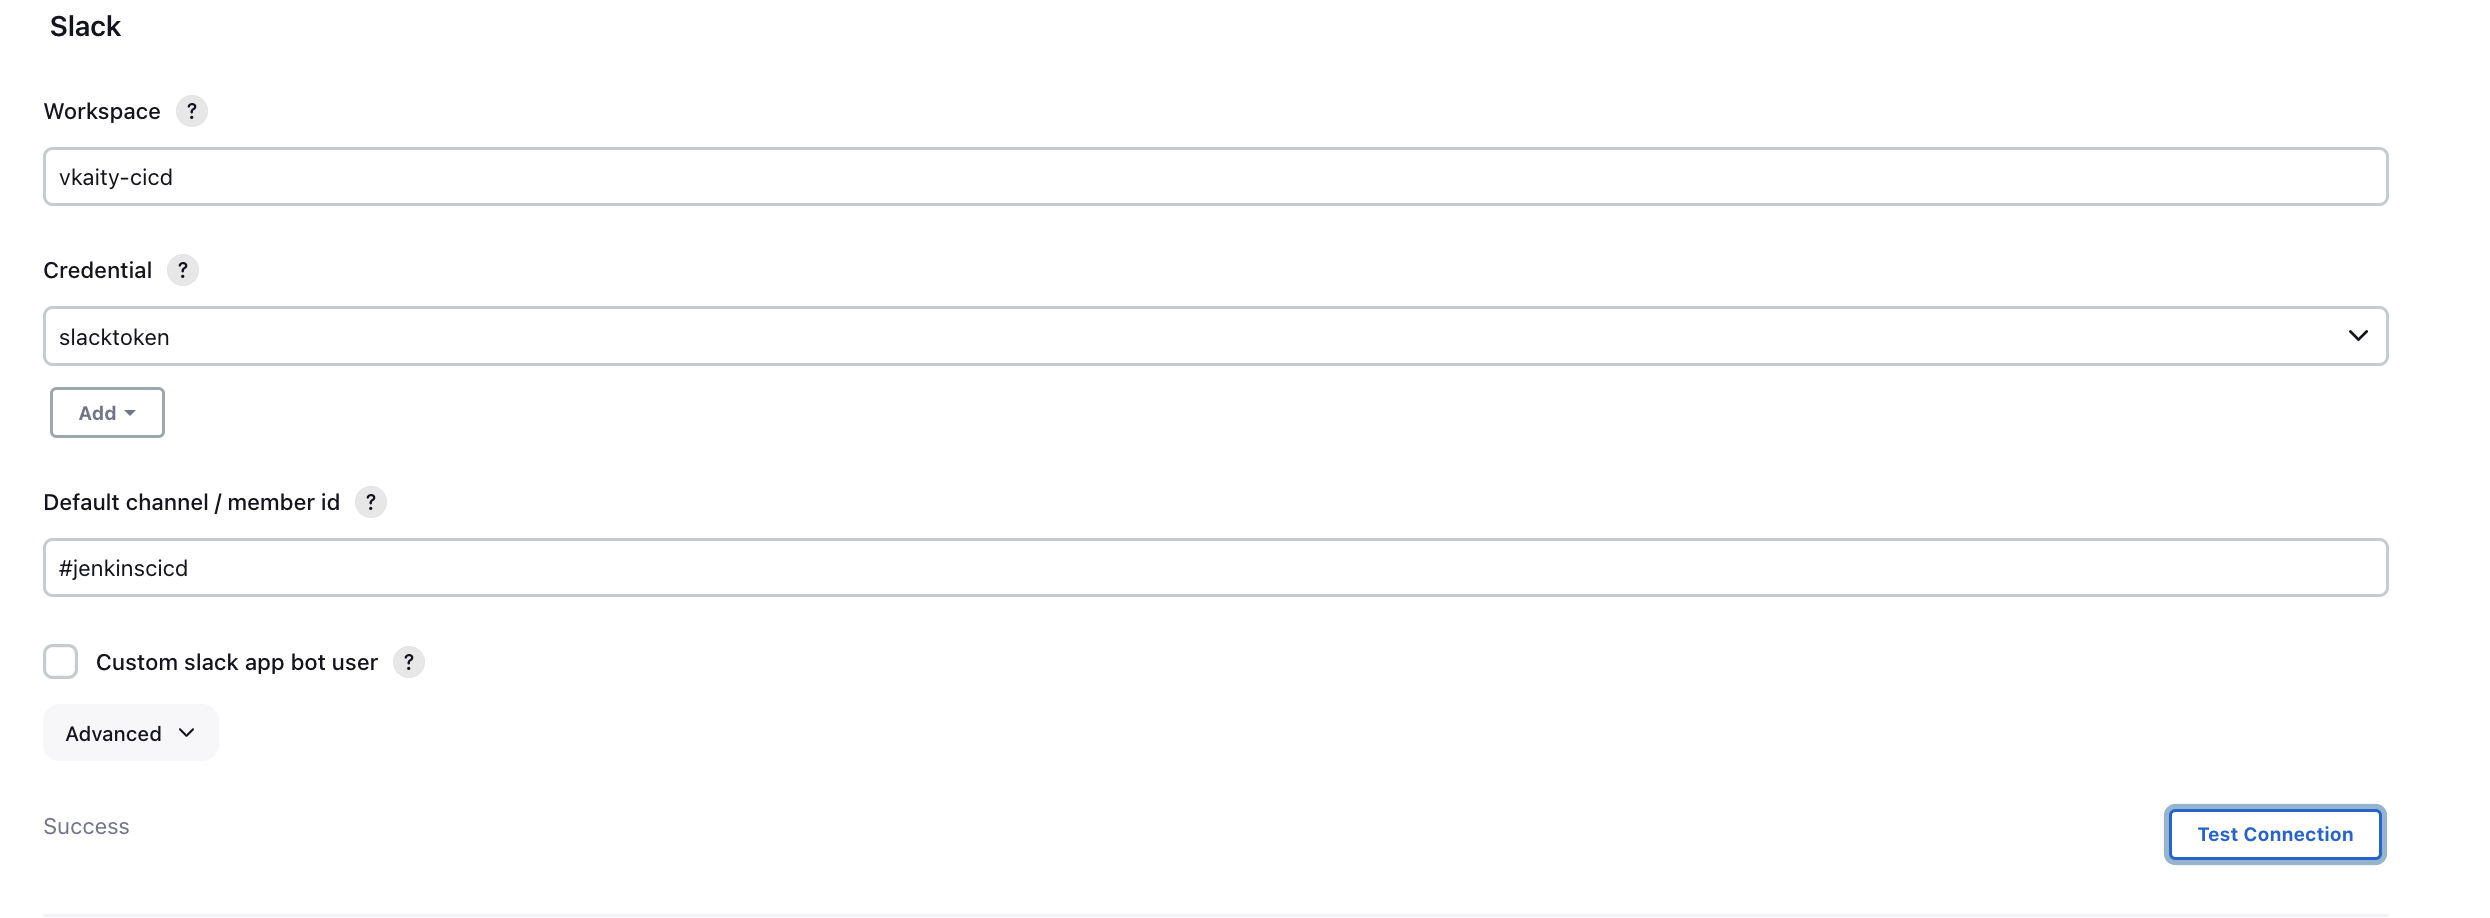 Slack
Workspace ?
vkaity-cicd
Credential ?
slacktoken
Add
Default channel / member id ?
#jenkinscicd
Custom slack app bot user ?
Advanced
Success
Test Connection